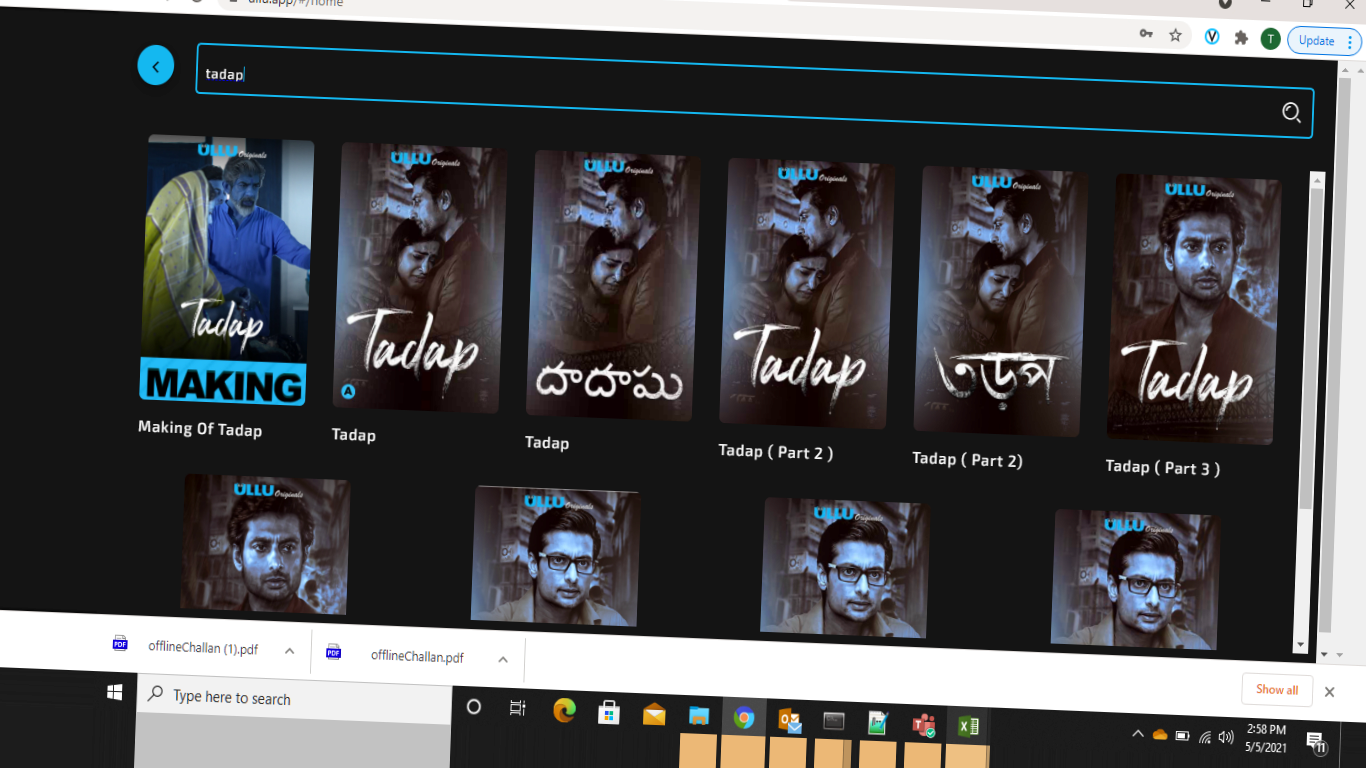 ullu.app/#/home
T
Update
tadap
ULLU Originals
Tadap
MAKING
Making Of Tadap
ULLU Originals
Tadap
A
Tadap
ULLU Originals
దాదాపు
Tadap
ULLU Originals
Tadap
Tadap ( Part 2 )
ULLU Originals
তড়প
Tadap ( Part 2)
ULLU Originals
Tadap
Tadap ( Part 3 )
ULLU Originals
ULLU Originals
ULLU Originals
ULLU Originals
PDF
offlineChallan (1).pdf
PDF
offlineChallan.pdf
Show all
Type here to search
2:58 PM
5/5/2021
11